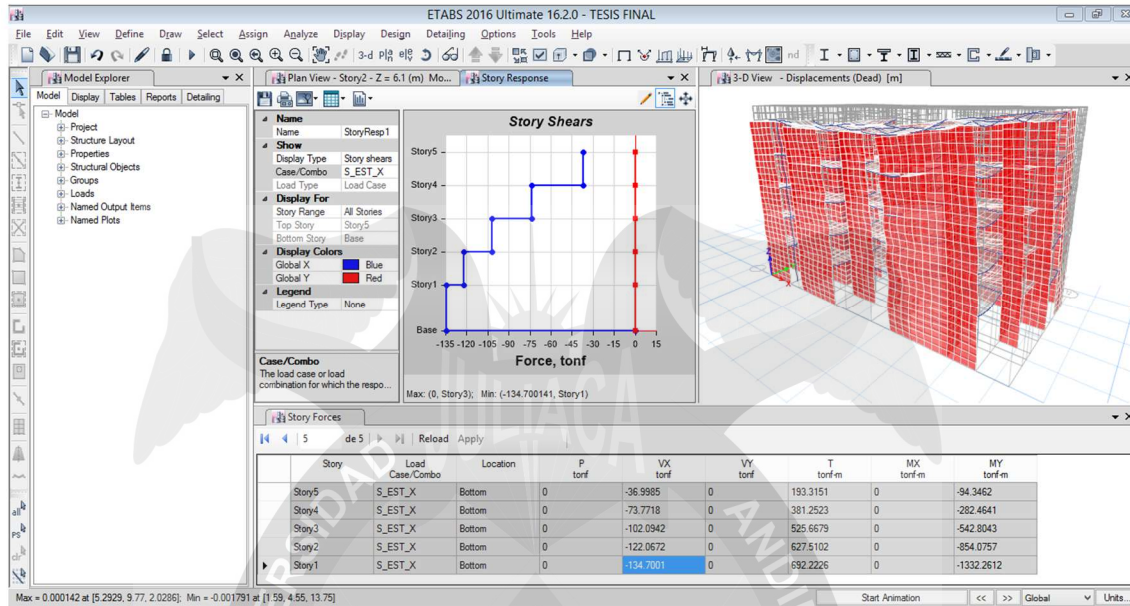 ETABS 2016 Ultimate 16.2.0 - TESIS FINAL
File Edit View Define Draw Select Assign Analyze Display Design Detailing Options Tools Help
3-d nd
Model Explorer
Model Display Tables Reports Detailing
Model
Project
Structure Layout
Properties
Structural Objects
Groups
Loads
Named Output Items
Named Plots
all
PS
clr
Plan View - Story2 - Z = 6.1 (m) Mo...
Story Response
Name
Name StoryResp1
Show
Display Type Story shears
Case/Combo S_EST_X
Load Type Load Case
Display For
Story Range All Stories
Top Story Story5
Bottom Story Base
Display Colors
Global X Blue
Global Y Red
Legend
Legend Type None
Case/Combo
The load case or load
combination for which the respo...
Story Shears
Story5
Story4
Story3
Story2
Story1
Base
-135 -120 -105 -90 -75 -60 -45 -30 -15 0 15
Force, tonf
Max: (0, Story3); Min: (-134.700141, Story1)
3-D View - Displacements (Dead) [m]
Z
X
Story Forces
5 de 5 Reload Apply
Story Load Case/Combo Location P tonf VX tonf VY tonf T tonf-m MX tonf-m MY tonf-m
Story5 S_EST_X Bottom 0 -36.9985 0 193.3151 0 -94.3462
Story4 S_EST_X Bottom 0 -73.7718 0 381.2523 0 -282.4641
Story3 S_EST_X Bottom 0 -102.0942 0 525.6679 0 -542.8043
Story2 S_EST_X Bottom 0 -122.0672 0 627.5102 0 -854.0757
Story1 S_EST_X Bottom 0 -134.7001 0 692.2226 0 -1332.2612
JULIACA
Max = 0.000142 at [5.2929, 9.77, 2.0286]; Min = -0.001791 at [1.59, 4.55, 13.75]
Start Animation << >> Global Units...